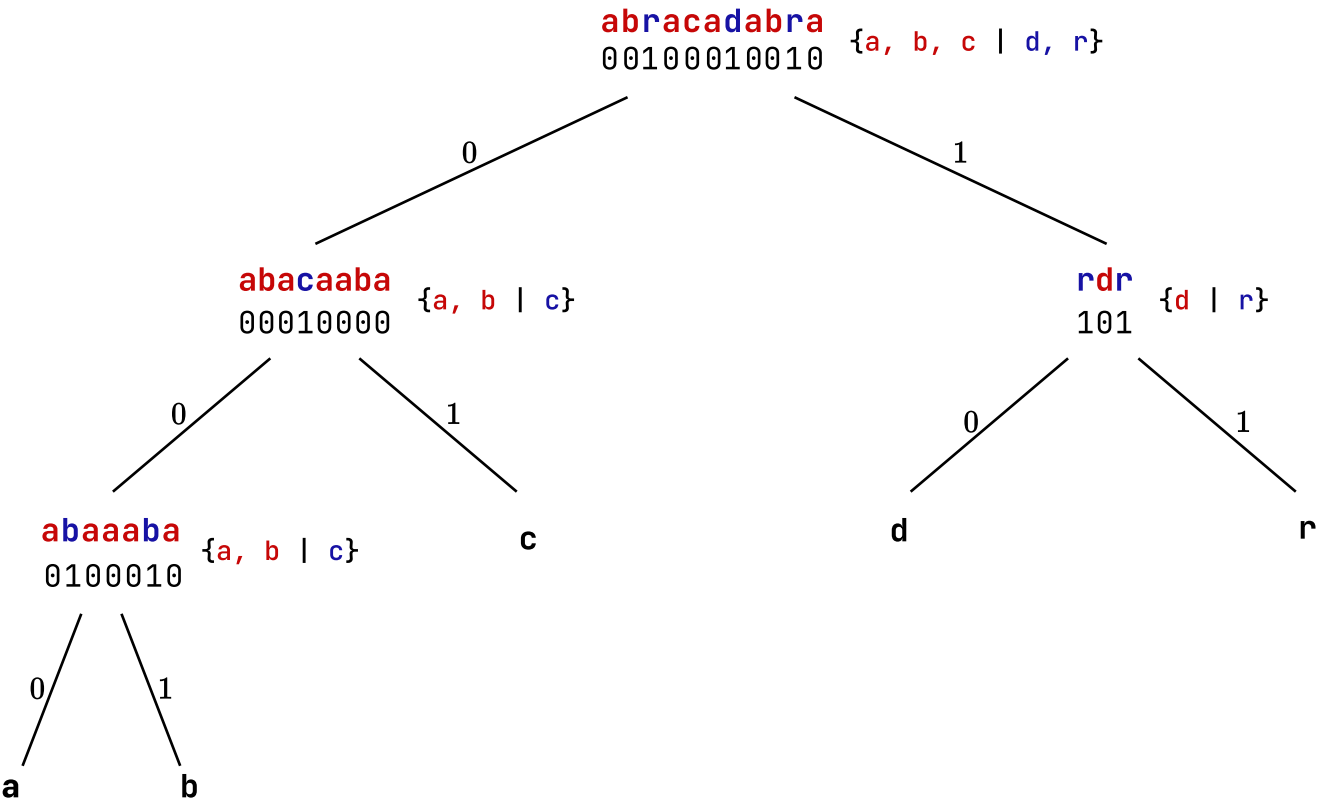 abracadabra
00100010010
{a, b, c | d, r}
0
1
abacaaba
00010000
{a, b | c}
rdr
101
{d | r}
0
1
0
1
abaaaba
0100010
{a, b | c}
c
d
r
0
1
a
b